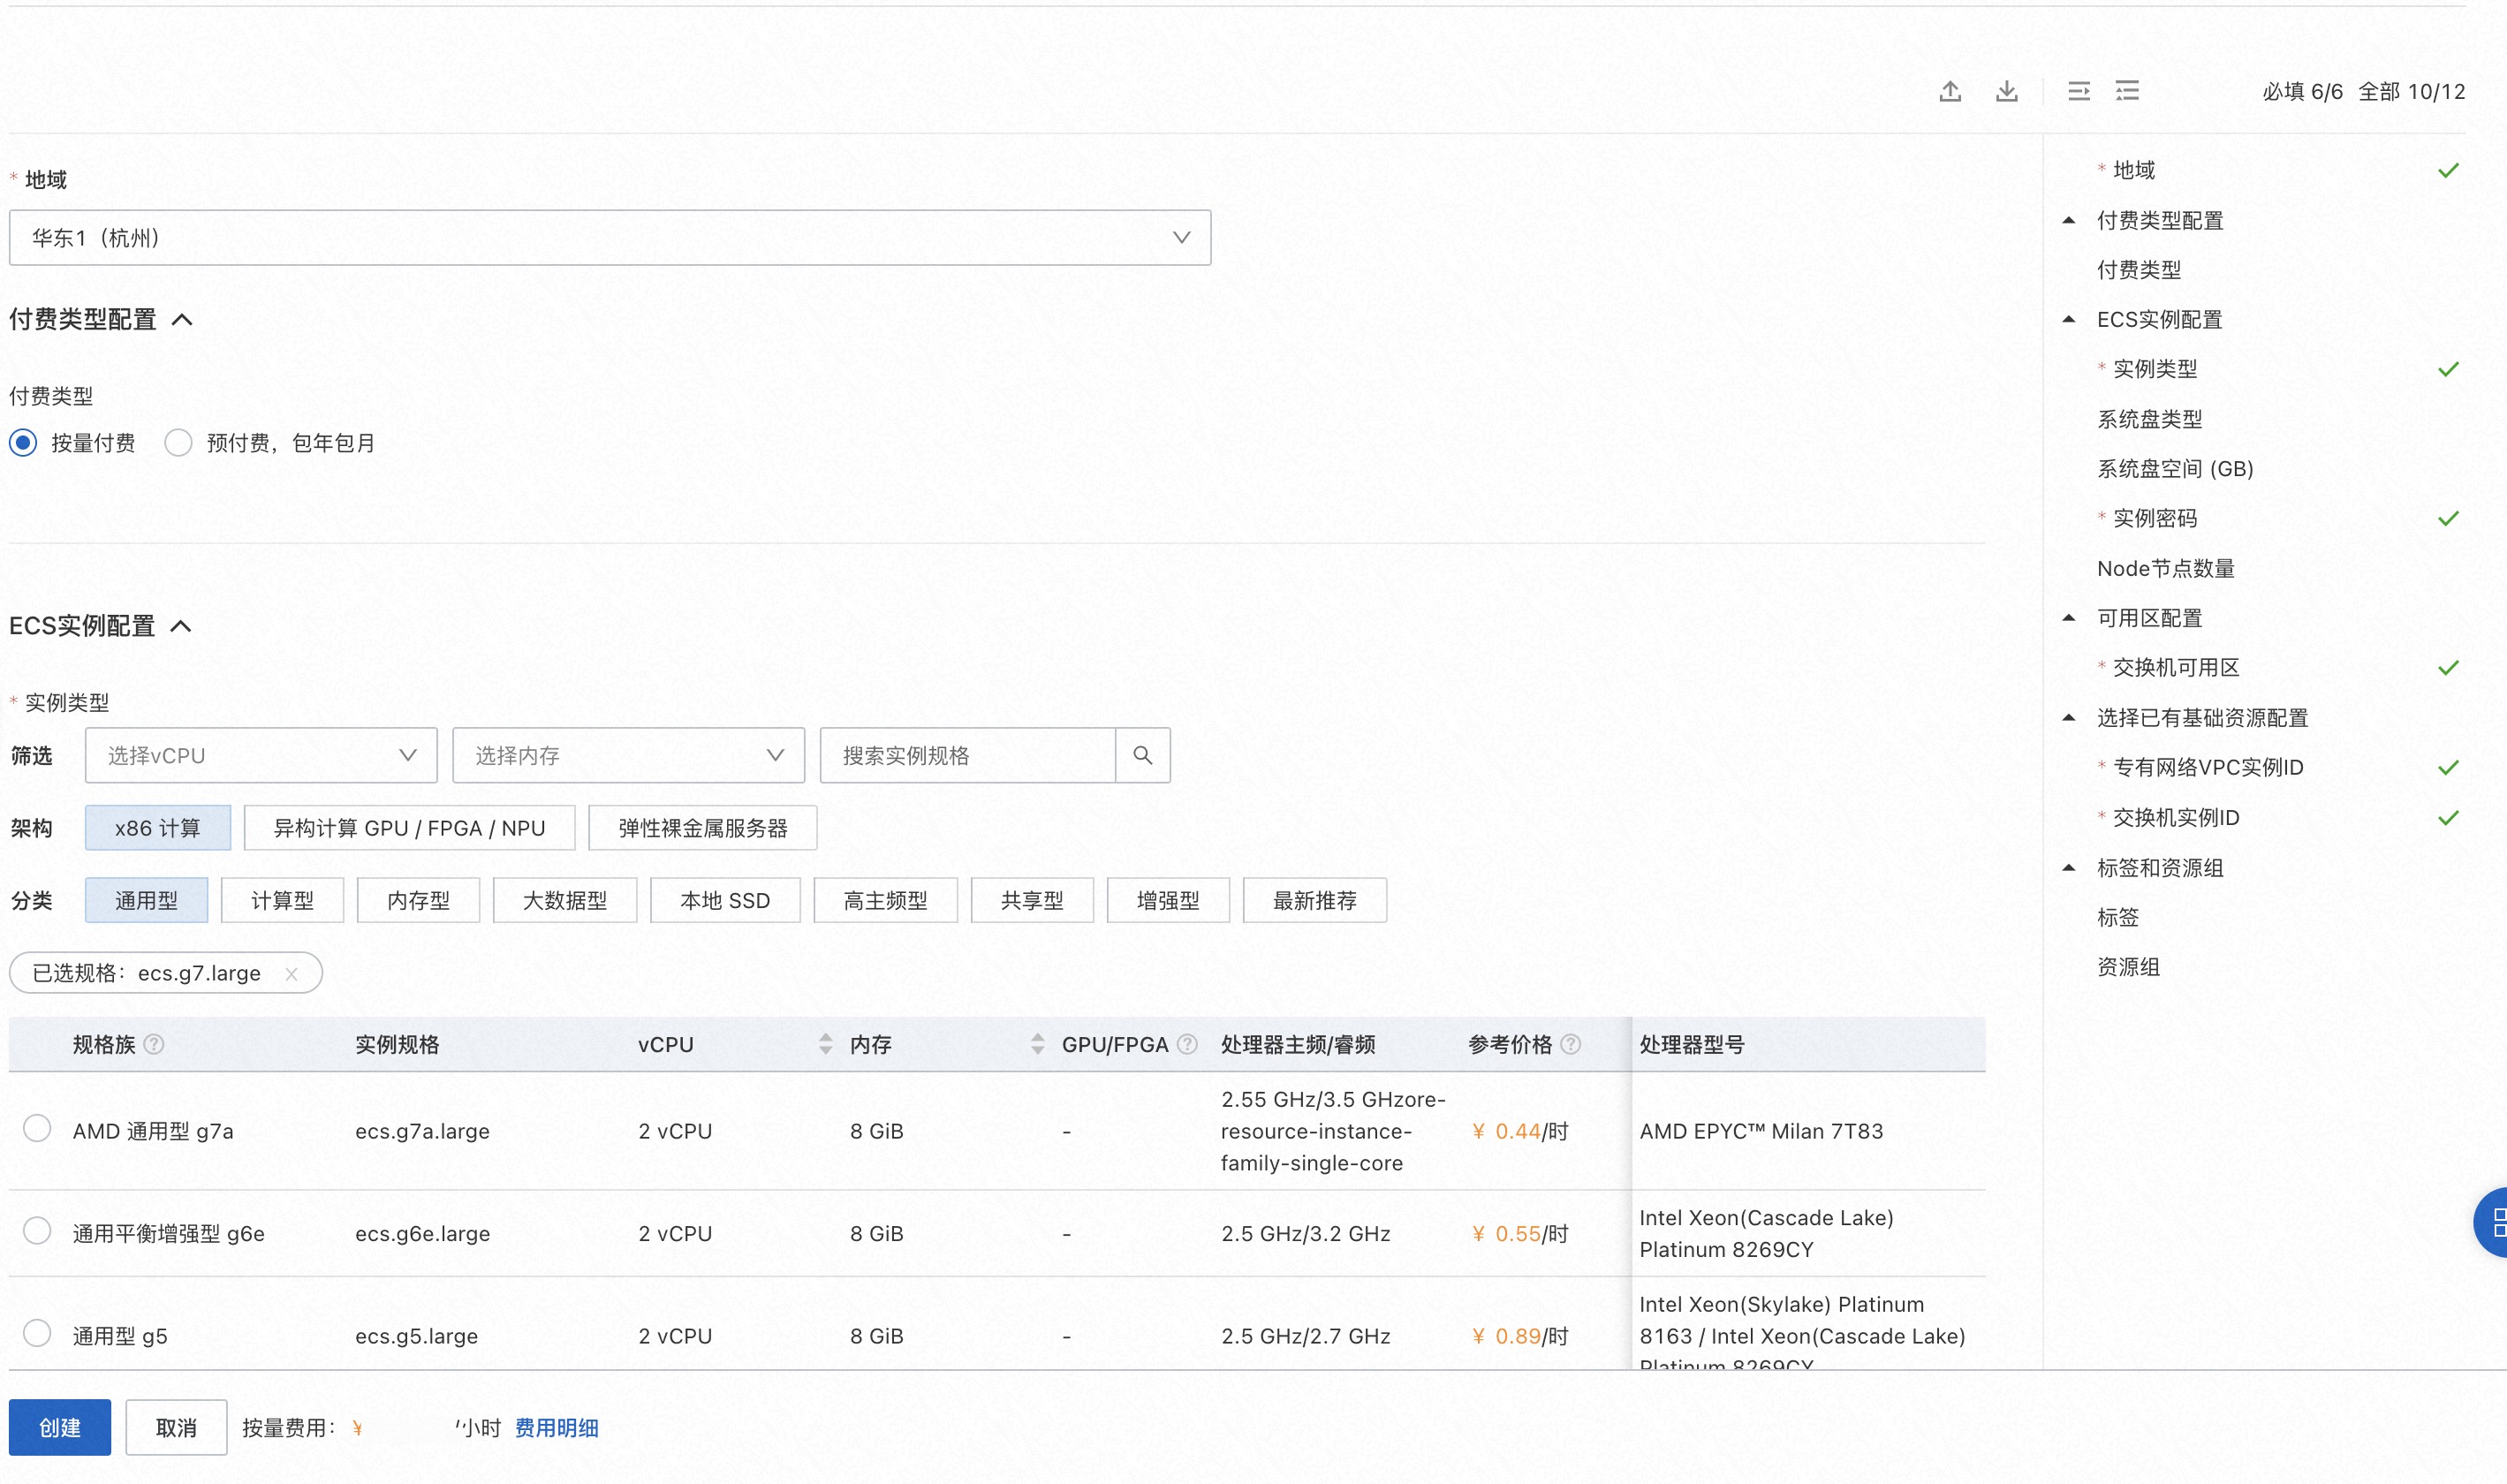 必填 6/6 全部 10/12
* 地域
华东1（杭州）
付费类型配置
付费类型
按量付费 预付费，包年包月
ECS实例配置
* 实例类型
筛选 选择vCPU 选择内存 搜索实例规格
架构 x86 计算 异构计算 GPU / FPGA / NPU 弹性裸金属服务器
分类 通用型 计算型 内存型 大数据型 本地 SSD 高主频型 共享型 增强型 最新推荐
已选规格：ecs.g7.large ×
规格族 ? 实例规格 vCPU 内存 GPU/FPGA ? 处理器主频/睿频 参考价格 ? 处理器型号
AMD 通用型 g7a ecs.g7a.large 2 vCPU 8 GiB - 2.55 GHz/3.5 GHzore-
resource-instance-
family-single-core
¥ 0.44/时 AMD EPYC™ Milan 7T83
通用平衡增强型 g6e ecs.g6e.large 2 vCPU 8 GiB - 2.5 GHz/3.2 GHz ¥ 0.55/时 Intel Xeon(Cascade Lake)
Platinum 8269CY
通用型 g5 ecs.g5.large 2 vCPU 8 GiB - 2.5 GHz/2.7 GHz ¥ 0.89/时 Intel Xeon(Skylake) Platinum
8163 / Intel Xeon(Cascade Lake)
Platinum 8269CY
创建 取消 按量费用： ¥ /小时 费用明细
* 地域
付费类型配置
付费类型
ECS实例配置
* 实例类型
系统盘类型
系统盘空间 (GB)
* 实例密码
Node节点数量
可用区配置
* 交换机可用区
选择已有基础资源配置
* 专有网络VPC实例ID
* 交换机实例ID
标签和资源组
标签
资源组